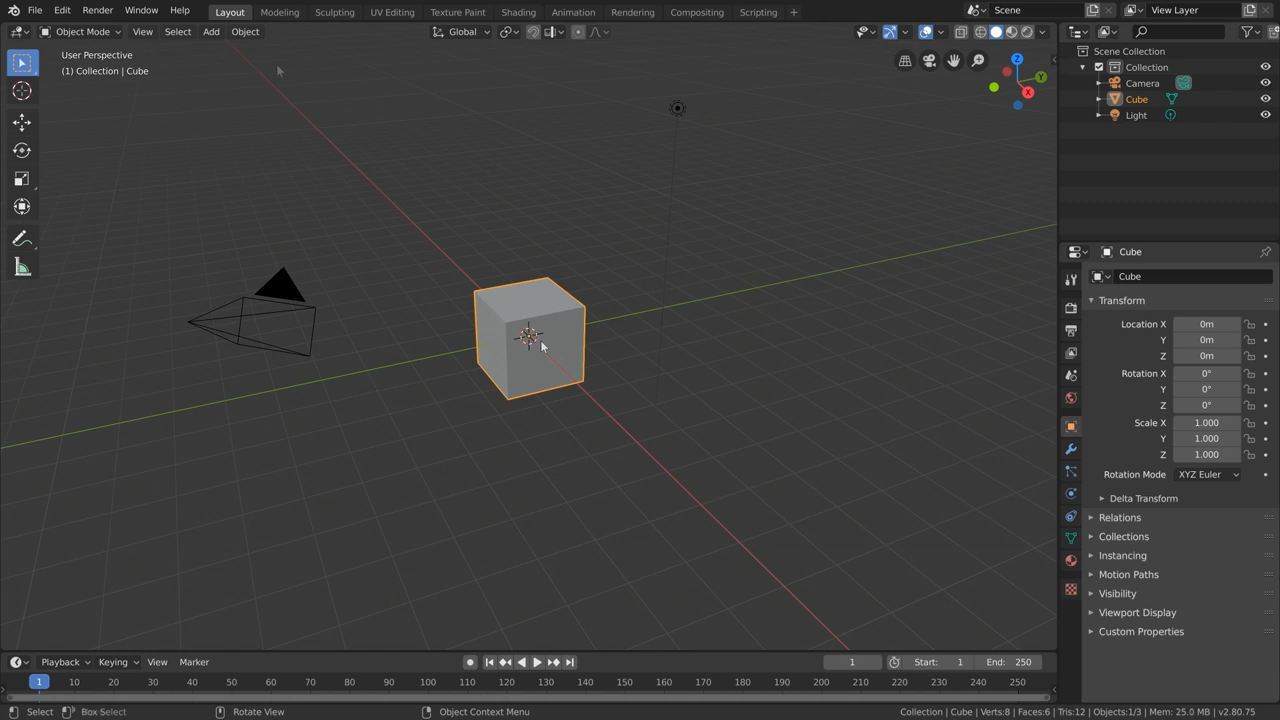 File Edit Render Window Help Layout Modeling Sculpting UV Editing Texture Paint Shading Animation Rendering Compositing Scripting + Scene View Layer
Object Mode View Select Add Object Global
User Perspective
(1) Collection | Cube
Z
Y
X
Scene Collection
Collection
Camera
Cube
Light
Cube
Cube
Transform
Location X 0m
Y 0m
Z 0m
Rotation X 0°
Y 0°
Z 0°
Scale X 1.000
Y 1.000
Z 1.000
Rotation Mode XYZ Euler
Delta Transform
Relations
Collections
Instancing
Motion Paths
Visibility
Viewport Display
Custom Properties
Playback Keying View Marker 1 Start: 1 End: 250
1 10 20 30 40 50 60 70 80 90 100 110 120 130 140 150 160 170 180 190 200 210 220 230 240 250
Select Box Select Rotate View Object Context Menu Collection | Cube | Verts:8 | Faces:6 | Tris:12 | Objects:1/3 | Mem: 25.0 MB | v2.80.75